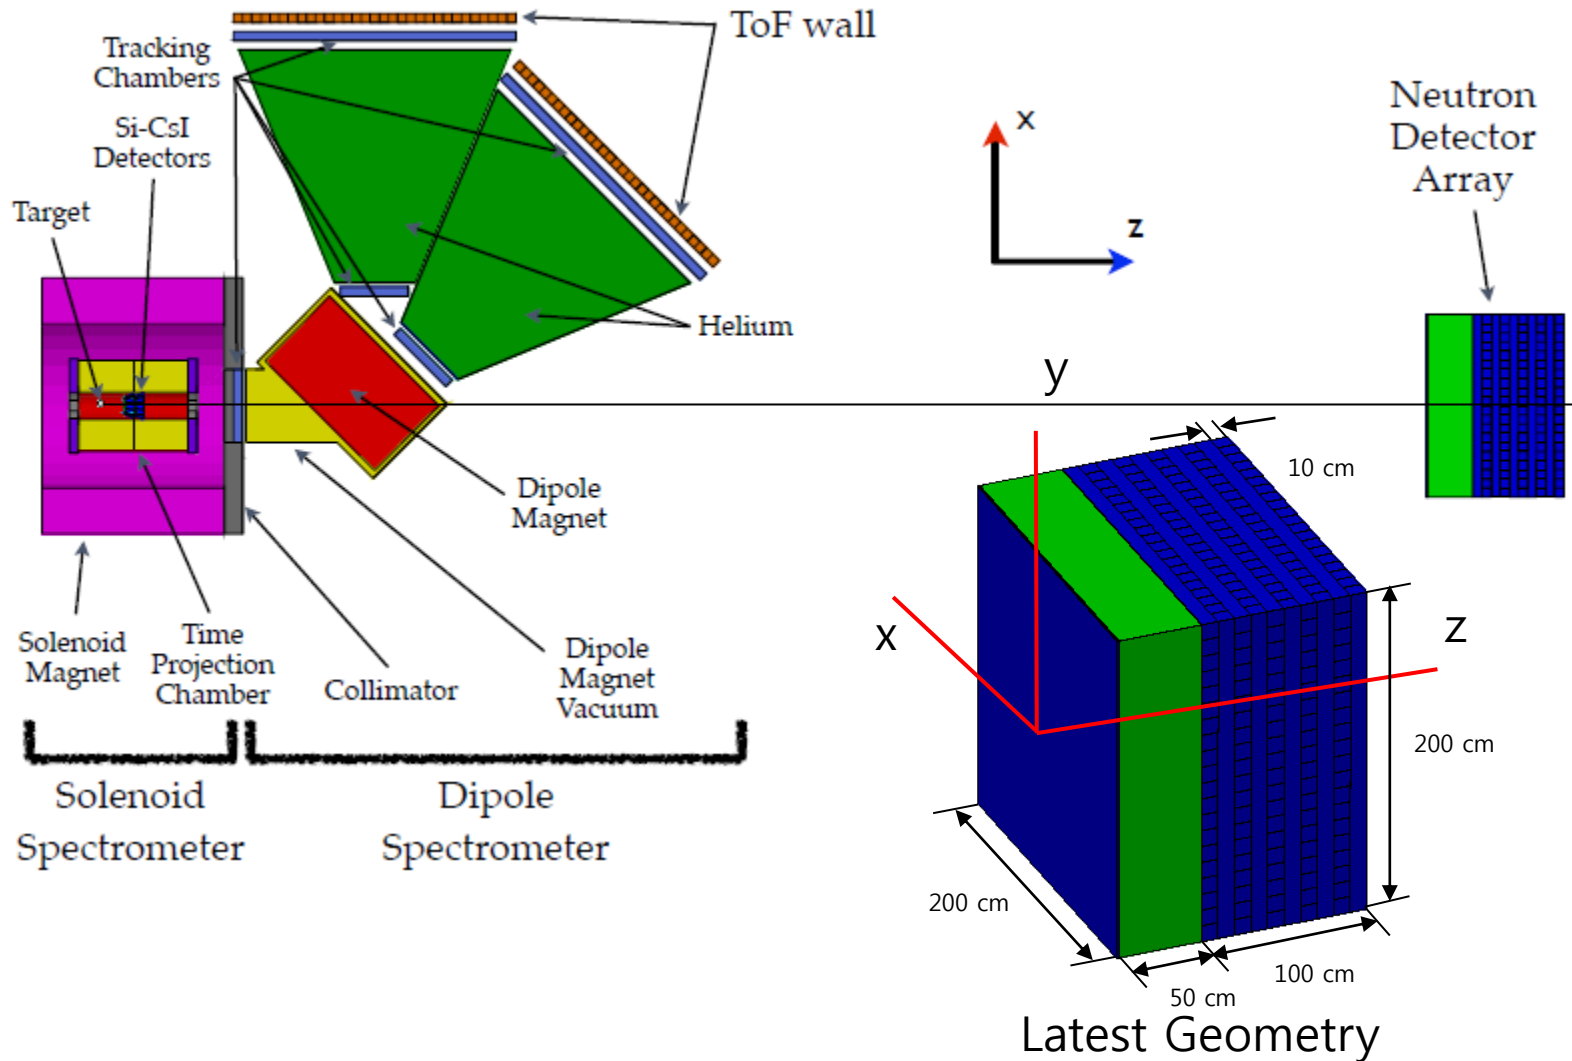 ToF wall
Tracking
Chambers
Si-CsI
Detectors
Target
x
z
Neutron
Detector
Array
Helium
y
10 cm
Dipole
Magnet
Solenoid
Magnet
Time
Projection
Chamber
Collimator
Dipole
Magnet
Vacuum
x
z
200 cm
200 cm
100 cm
50 cm
Solenoid
Spectrometer
Dipole
Spectrometer
Latest Geometry